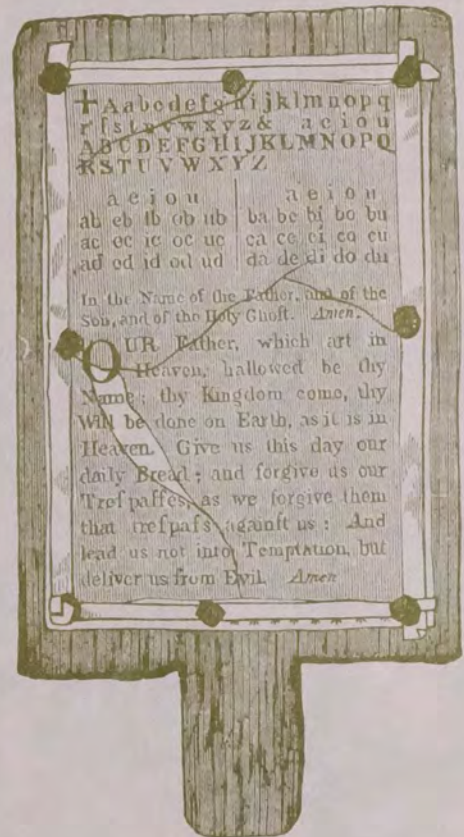 +Aabcdefghijklmnopq
rſstuvwxyz& aeiou
ABCDEFGHIJKLMNOPQ
RSTUVWXYZ
a e i o u a e i o u
ab eb ib ob ub ba be bi bo bu
ac ec ic oc uc ca ce ci co cu
ad ed id od ud da de di do du
In the Name of the Father, and of the
Son, and of the Holy Ghoſt. Amen.
OUR Father, which art in
Heaven, hallowed be thy
Name; thy Kingdom come, thy
Will be done on Earth, as it is in
Heaven. Give us this day our
daily Bread; and forgive us our
Treſpaſſes, as we forgive them
that treſpaſs againſt us: And
lead us not into Temptation, but
deliver us from Evil. Amen